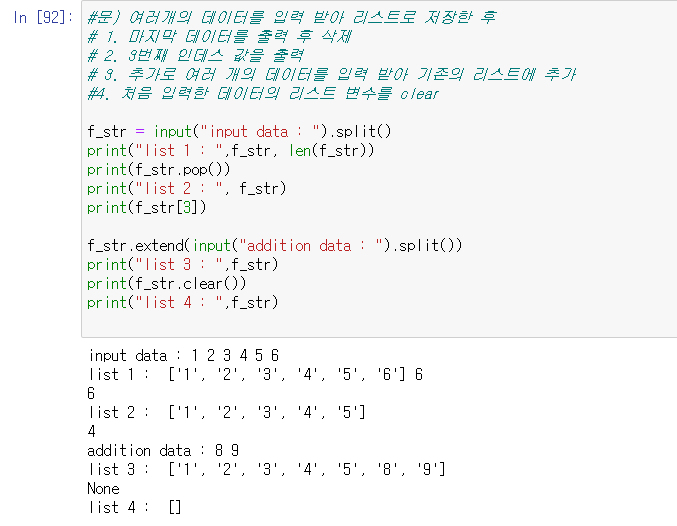 In [92]:
#문) 여러개의 데이터를 입력 받아 리스트로 저장한 후
# 1. 마지막 데이터를 출력 후 삭제
# 2. 3번째 인데스 값을 출력
# 3. 추가로 여러 개의 데이터를 입력 받아 기존의 리스트에 추가
#4. 처음 입력한 데이터의 리스트 변수를 clear
f_str = input("input data : ").split()
print("list 1 : ",f_str, len(f_str))
print(f_str.pop())
print("list 2 : ", f_str)
print(f_str[3])
f_str.extend(input("addition data : ").split())
print("list 3 : ",f_str)
print(f_str.clear())
print("list 4 : ",f_str)
input data : 1 2 3 4 5 6
list 1 :  ['1', '2', '3', '4', '5', '6'] 6
6
list 2 :  ['1', '2', '3', '4', '5']
4
addition data : 8 9
list 3 :  ['1', '2', '3', '4', '5', '8', '9']
None
list 4 :  []